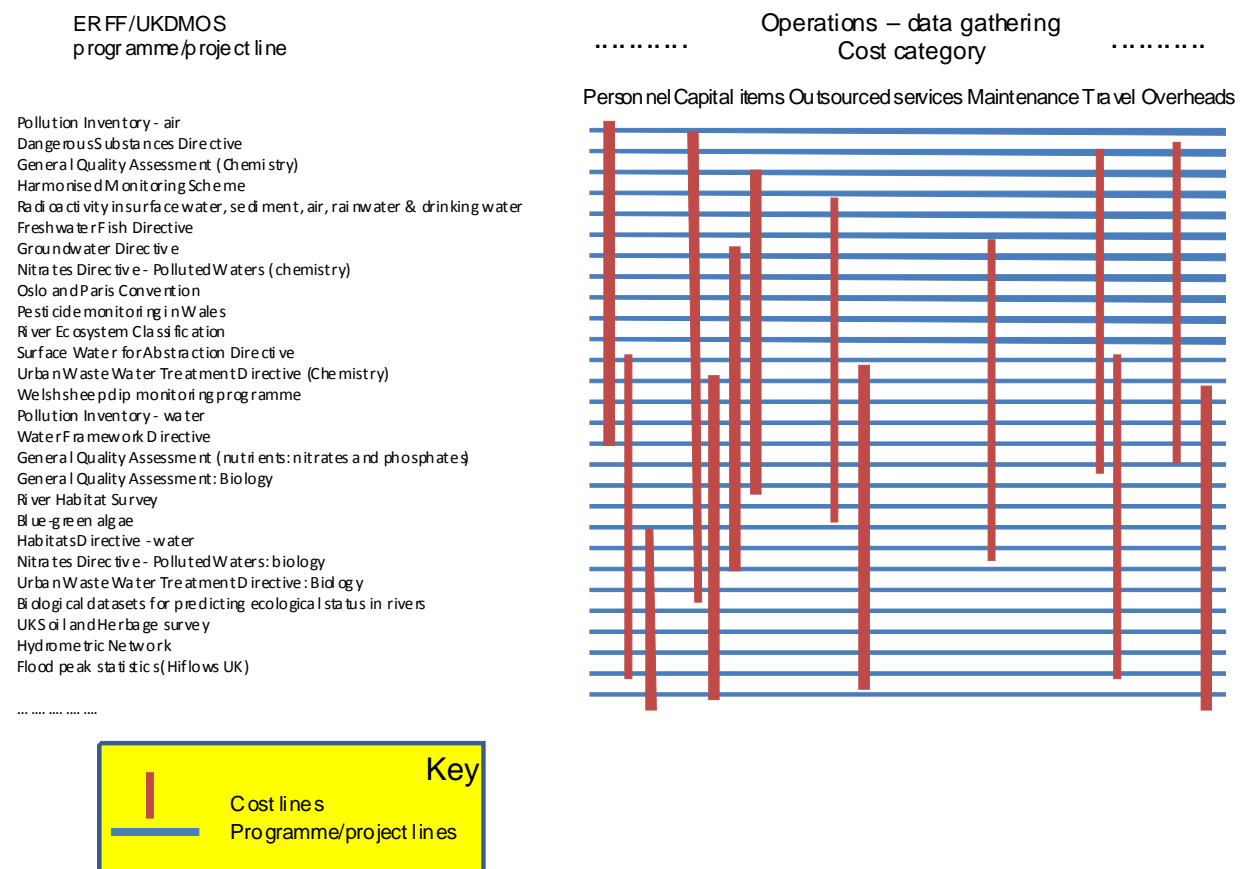 ERFF/UKDMOS
programme/project line
Operations – data gathering
.......... Cost category ..........
Personnel Capital items Outsourced services Maintenance Travel Overheads
Pollution Inventory - air
Dangerous Substances Directive
General Quality Assessment (Chemistry)
Harmonised Monitoring Scheme
Radioactivity in surface water, sediment, air, rainwater & drinking water
Freshwater Fish Directive
Groundwater Directive
Nitrates Directive - Polluted Waters (chemistry)
Oslo and Paris Convention
Pesticide monitoring in Wales
River Ecosystem Classification
Surface Water for Abstraction Directive
Urban Waste Water Treatment Directive (Chemistry)
Welsh sheep dip monitoring programme
Pollution Inventory - water
Water Framework Directive
General Quality Assessment (nutrients: nitrates and phosphates)
General Quality Assessment: Biology
River Habitat Survey
Blue-green algae
Habitats Directive - water
Nitrates Directive - Polluted Waters: biology
Urban Waste Water Treatment Directive: Biology
Biological datasets for predicting ecological status in rivers
UK Soil and Herbage survey
Hydrometric Network
Flood peak statistics (Hiflows UK)
..................
Key
Cost lines
Programme/project lines